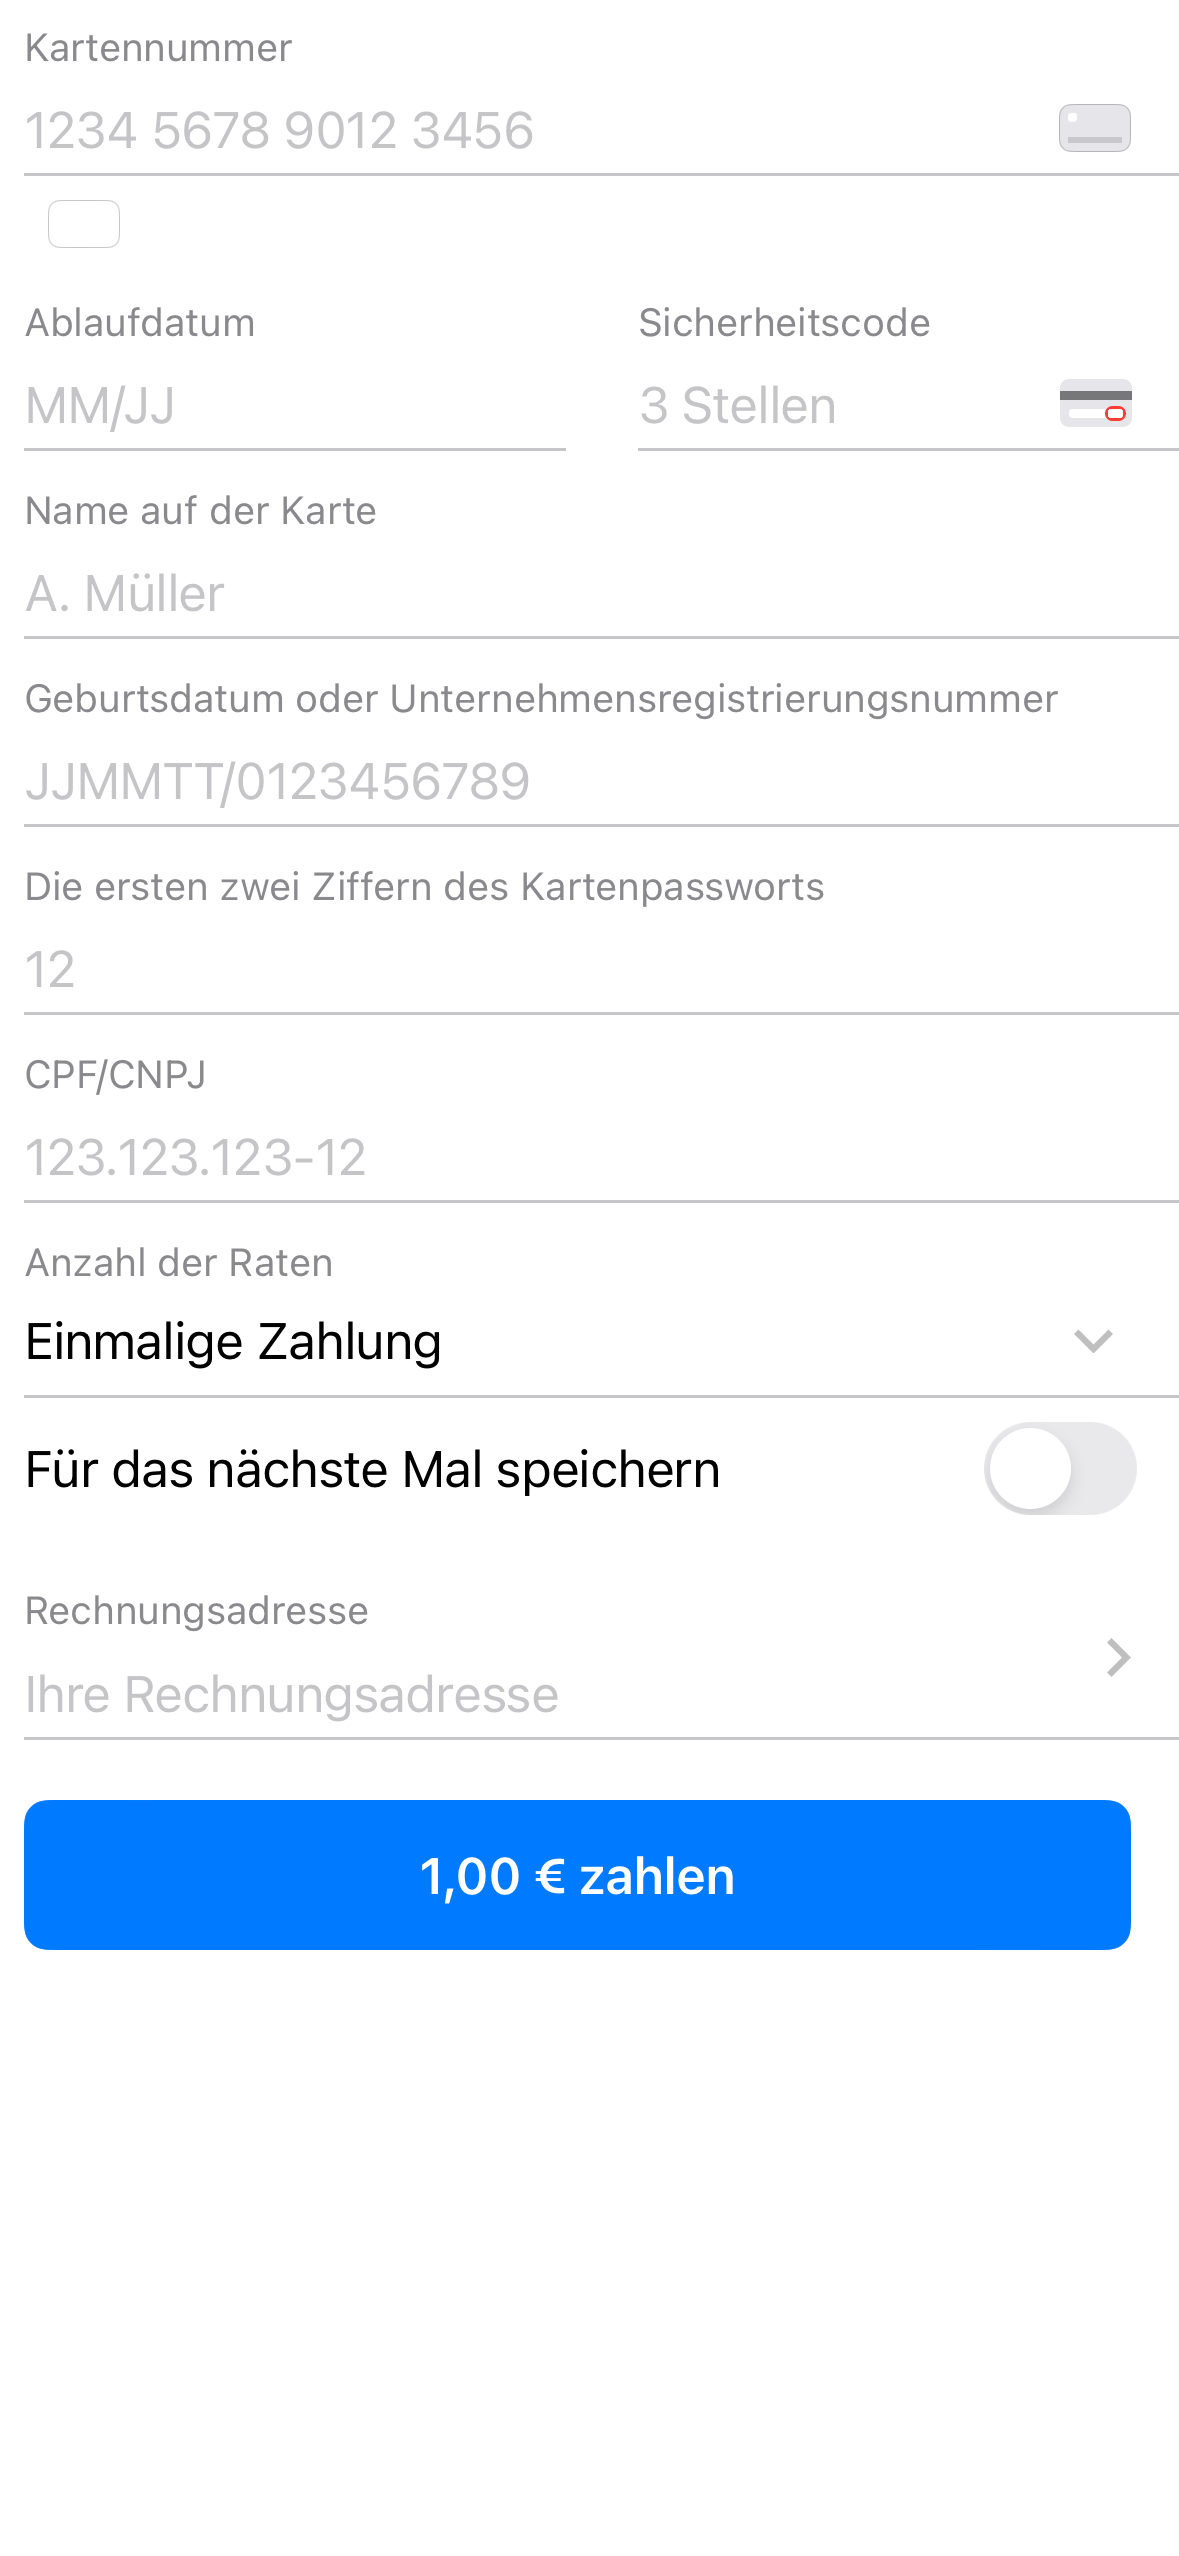 Kartennummer
1234 5678 9012 3456
Ablaufdatum
MM/JJ
Sicherheitscode
3 Stellen
Name auf der Karte
A. Müller
Geburtsdatum oder Unternehmensregistrierungsnummer
JJMMTT/0123456789
Die ersten zwei Ziffern des Kartenpassworts
12
CPF/CNPJ
123.123.123-12
Anzahl der Raten
Einmalige Zahlung
Für das nächste Mal speichern
Rechnungsadresse
Ihre Rechnungsadresse
1,00 € zahlen